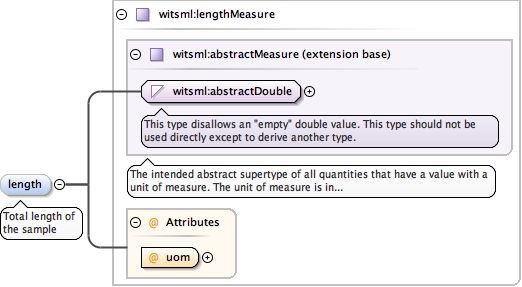 witsml:lengthMeasure
witsml:abstractMeasure (extension base)
witsml:abstractDouble
This type disallows an "empty" double value. This type should not be
used directly except to derive another type.
The intended abstract supertype of all quantities that have a value with a
unit of measure. The unit of measure is in...
length
Total length of
the sample
@ Attributes
@ uom